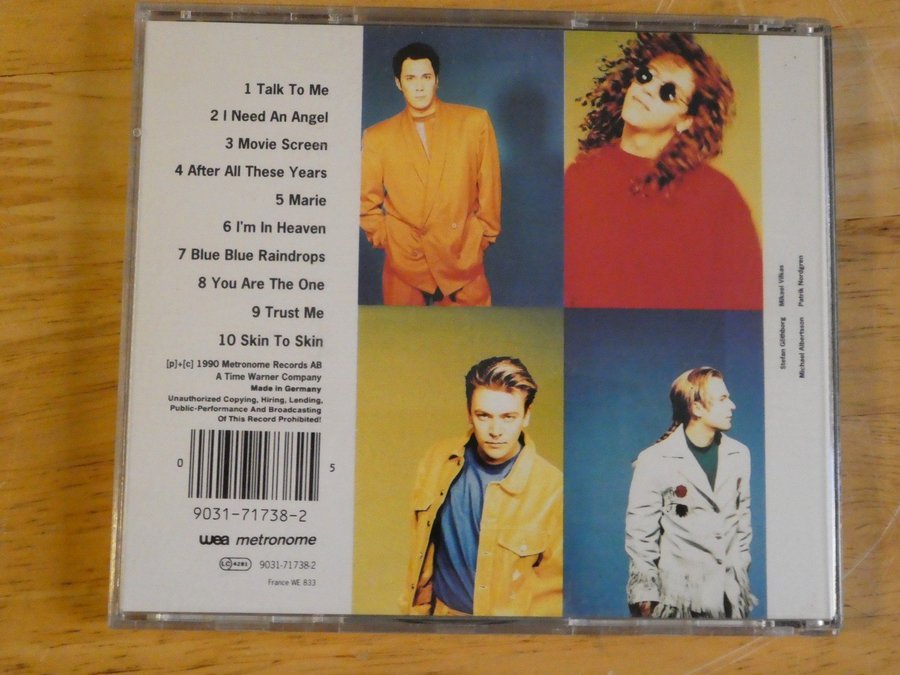 1 Talk To Me
2 I Need An Angel
3 Movie Screen
4 After All These Years
5 Marie
6 I'm In Heaven
7 Blue Blue Raindrops
8 You Are The One
9 Trust Me
10 Skin To Skin
[p]+[c] 1990 Metronome Records AB
A Time Warner Company
Made in Germany
Unauthorized Copying, Hiring, Lending,
Public-Performance And Broadcasting
Of This Record Prohibited!
0 5
9031-71738-2
wea metronome
LC 4281 9031-71738-2
France WE 833
Stefan Göthborg Mikael Vilkas
Michael Albertsson Patrik Nordgren